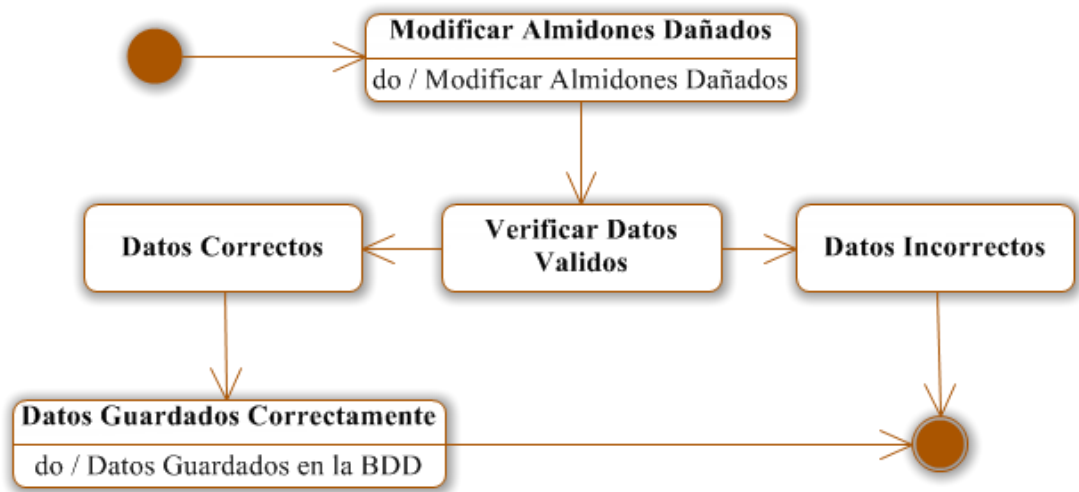 Modificar Almidones Dañados
do / Modificar Almidones Dañados
Datos Correctos
Verificar Datos
Validos
Datos Incorrectos
Datos Guardados Correctamente
do / Datos Guardados en la BDD